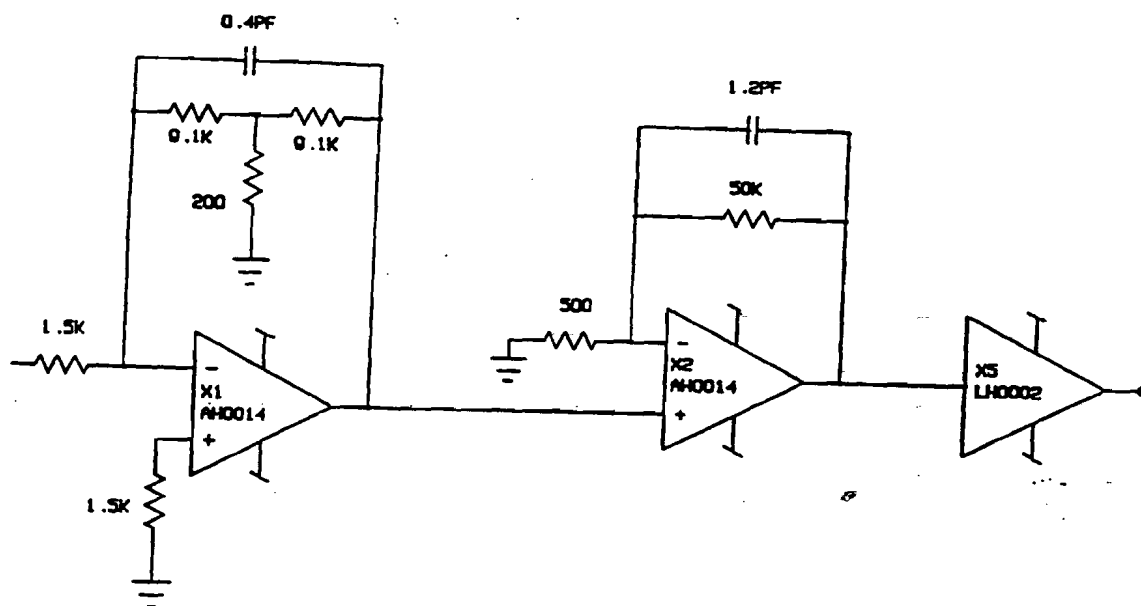 0.4PF
9.1K
9.1K
200
1.2PF
50K
1.5K
500
-
X1
AH0014
+
-
X2
AH0014
+
X5
LH0002
1.5K